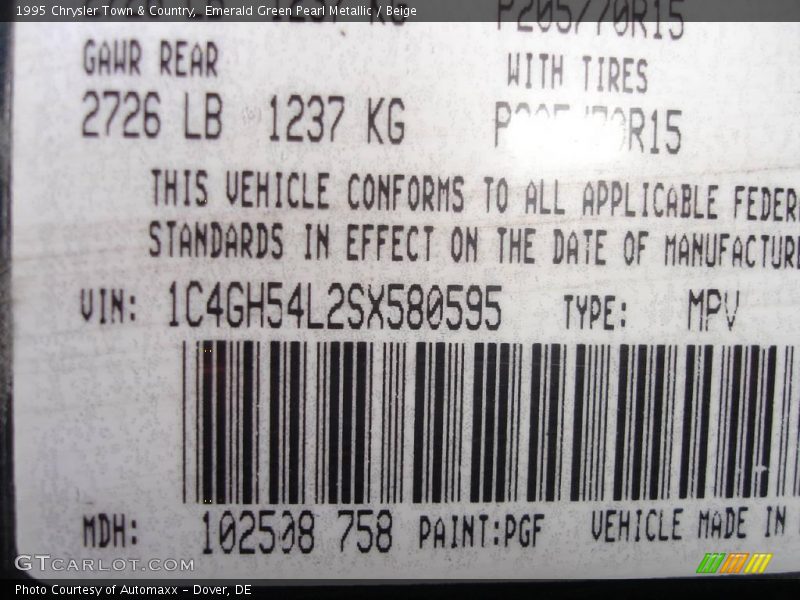 1995 Chrysler Town & Country, Emerald Green Pearl Metallic / Beige
P205/70R15
GAWR REAR WITH TIRES
2726 LB 1237 KG R15
THIS VEHICLE CONFORMS TO ALL APPLICABLE FEDER
STANDARDS IN EFFECT ON THE DATE OF MANUFACTURE
VIN: 1C4GH54L2SX580595 TYPE: MPV
MDH: 102508 758 PAINT:PGF VEHICLE MADE IN
GTCarLot.com
Photo Courtesy of Automaxx - Dover, DE